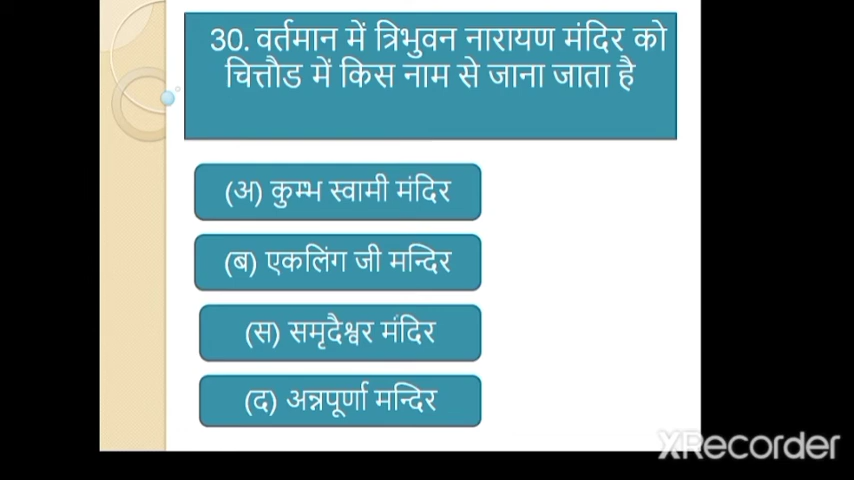 30. वर्तमान में त्रिभुवन नारायण मंदिर को
चित्तौड में किस नाम से जाना जाता है
(अ) कुम्भ स्वामी मंदिर
(ब) एकलिंग जी मन्दिर
(स) समृदैश्वर मंदिर
(द) अन्नपूर्णा मन्दिर
XRecorder